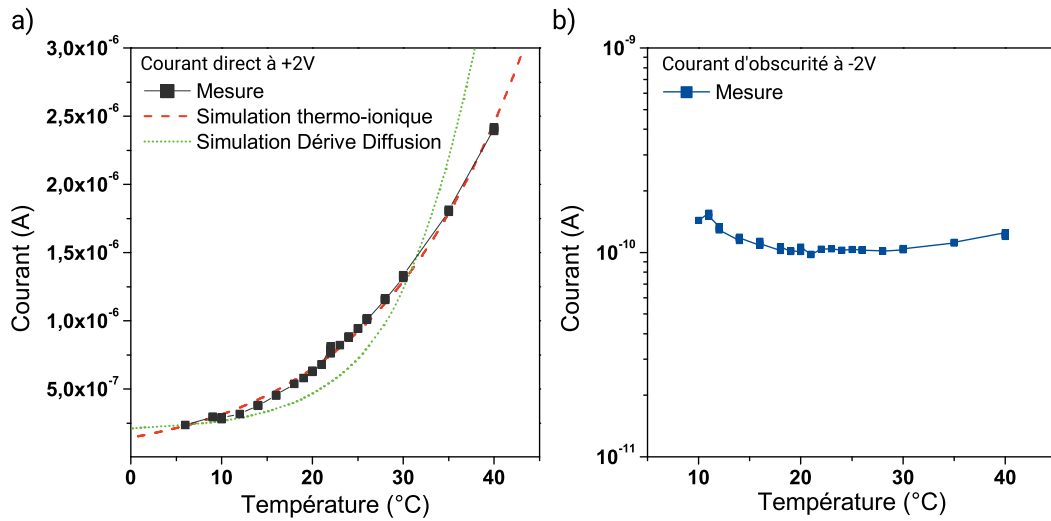 a)
Courant direct à +2V
Mesure
Simulation thermo-ionique
Simulation Dérive Diffusion
3,0x10⁻⁶
2,5x10⁻⁶
2,0x10⁻⁶
1,5x10⁻⁶
1,0x10⁻⁶
5,0x10⁻⁷
Courant (A)
0 10 20 30 40
Température (°C)
b)
Courant d'obscurité à -2V
Mesure
10⁻⁹
10⁻¹⁰
10⁻¹¹
Courant (A)
10 20 30 40
Température (°C)